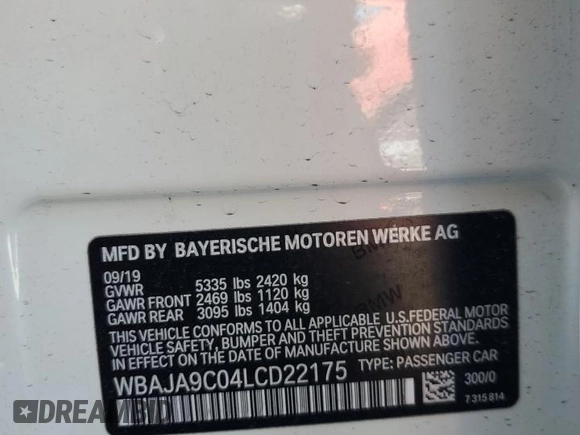 MFD BY BAYERISCHE MOTOREN WERKE AG
09/19
GVWR 5335 lbs 2420 kg
GAWR FRONT 2469 lbs 1120 kg
GAWR REAR 3095 lbs 1404 kg
THIS VEHICLE CONFORMS TO ALL APPLICABLE U.S.FEDERAL MOTOR
VEHICLE SAFETY, BUMPER AND THEFT PREVENTION STANDARDS
IN EFFECT ON THE DATE OF MANUFACTURE SHOWN ABOVE.
WBAJA9C04LCD22175 TYPE: PASSENGER CAR
300/0
7 315 814
BMW
DREAMBID